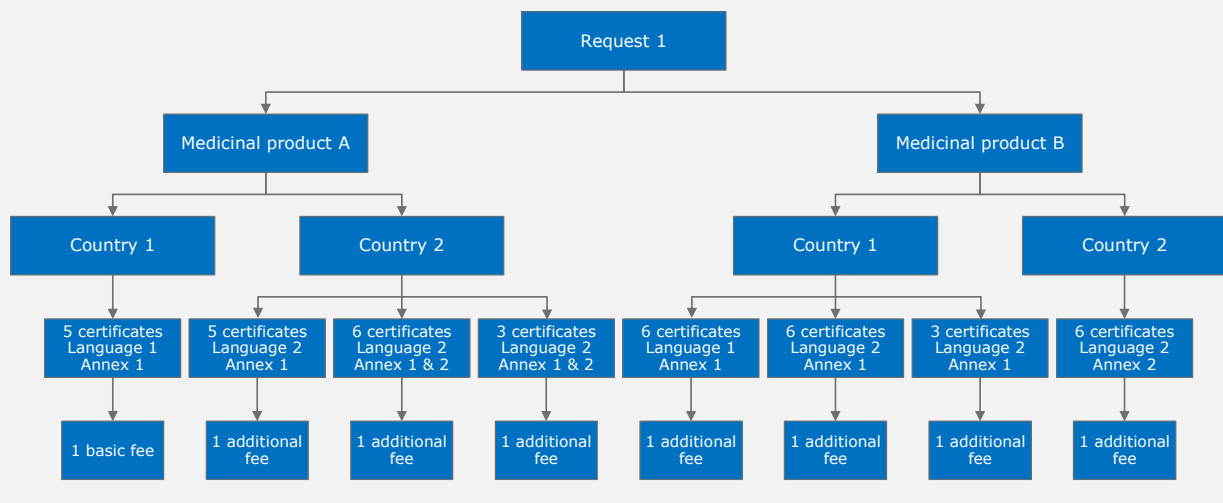 Request 1
Medicinal product A
Medicinal product B
Country 1
Country 2
Country 1
Country 2
5 certificates
Language 1
Annex 1
5 certificates
Language 2
Annex 1
6 certificates
Language 2
Annex 1 & 2
3 certificates
Language 2
Annex 1 & 2
6 certificates
Language 1
Annex 1
6 certificates
Language 2
Annex 1
3 certificates
Language 2
Annex 1
6 certificates
Language 2
Annex 2
1 basic fee
1 additional
fee
1 additional
fee
1 additional
fee
1 additional
fee
1 additional
fee
1 additional
fee
1 additional
fee